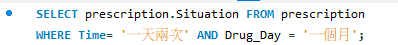 SELECT prescription.Situation FROM prescription
WHERE Time= '一天兩次' AND Drug_Day = '一個月';